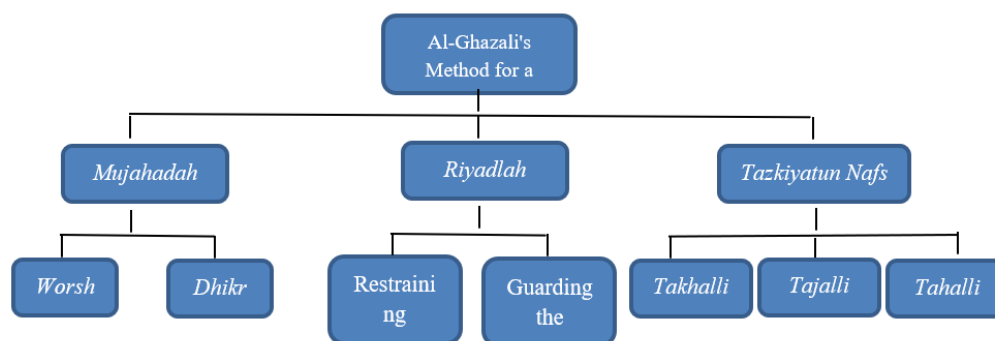 Al-Ghazali's
Method for a
Mujahadah
Riyadlah
Tazkiyatun Nafs
Worsh
Dhikr
Restraini
ng
Guarding
the
Takhalli
Tajalli
Tahalli